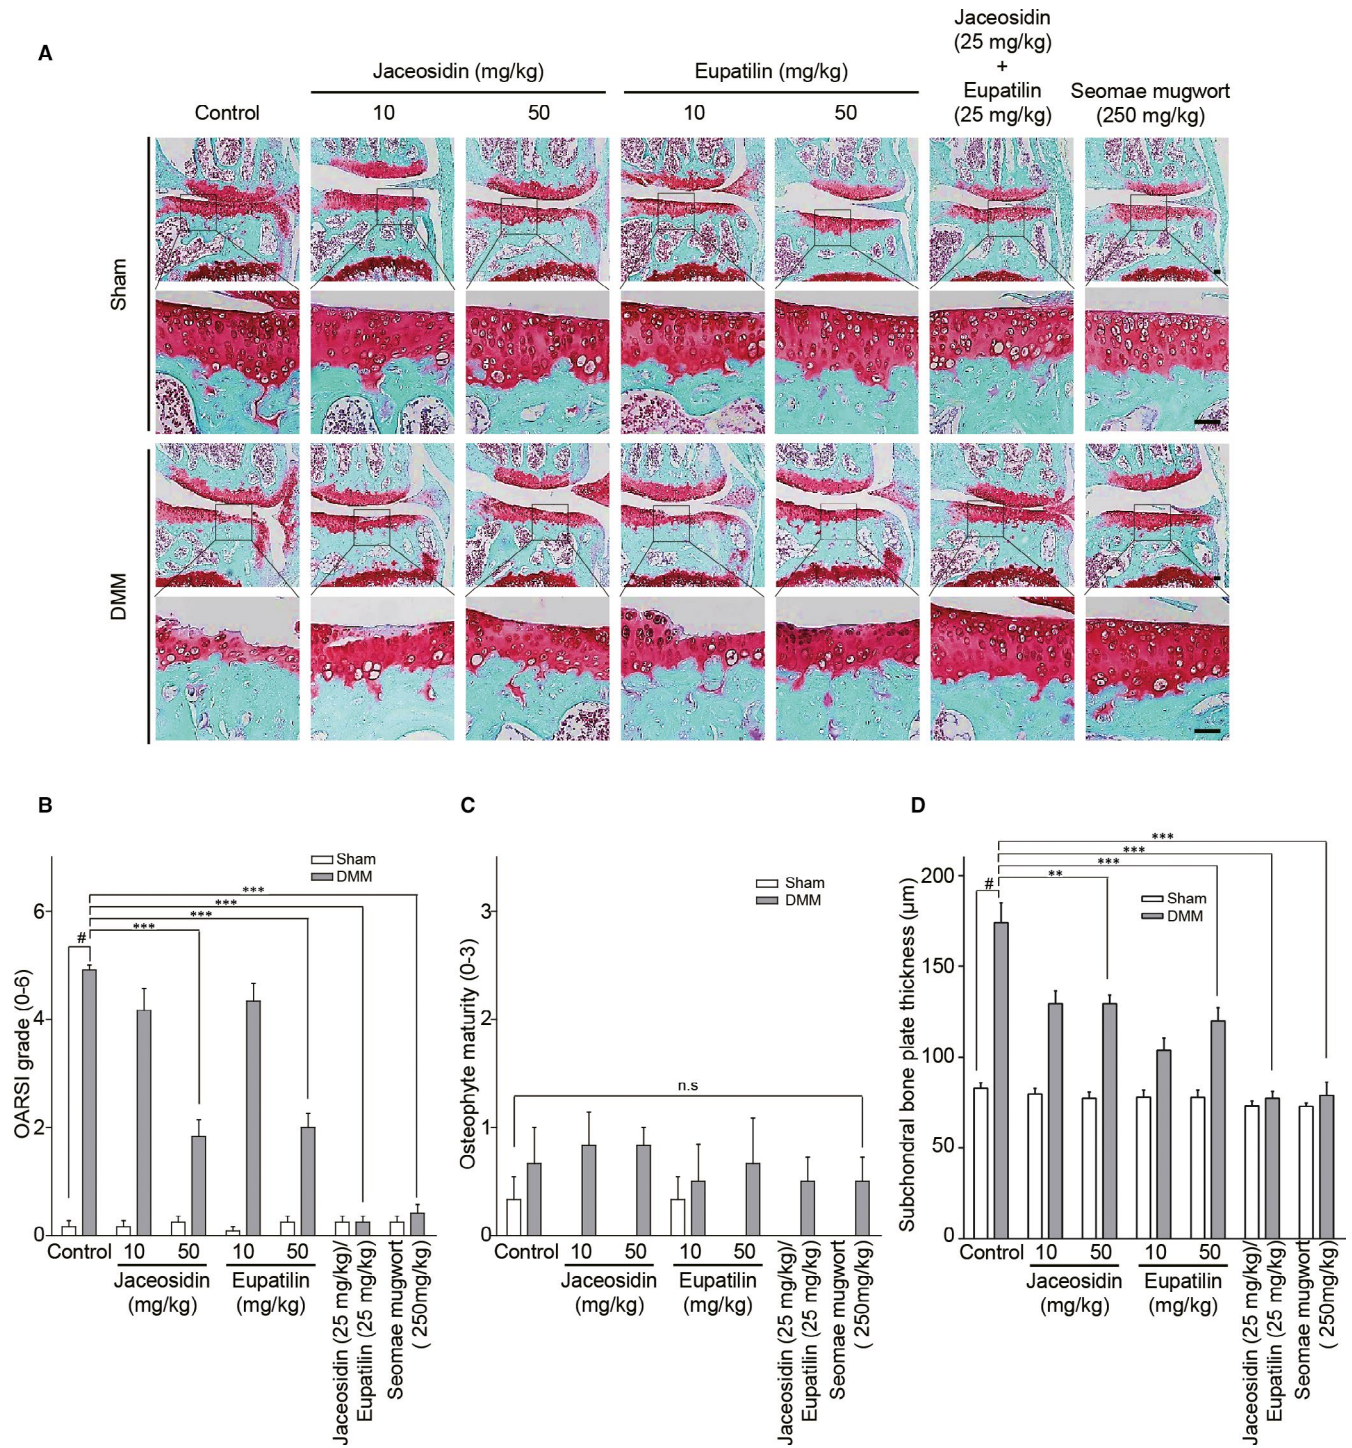 A
Jaceosidin
(25 mg/kg)
+
Eupatilin
(25 mg/kg)
Seomae mugwort
(250 mg/kg)
Jaceosidin (mg/kg)
Eupatilin (mg/kg)
Control
10
50
10
50
Sham
DMM
B
OARSI grade (0-6)
Sham
DMM
***
***
***
***
#
6
4
2
0
Control
10
50
10
50
Jaceosidin
(mg/kg)
Eupatilin
(mg/kg)
Jaceosidin (25 mg/kg)/
Eupatilin (25 mg/kg)
Seomae mugwort
( 250mg/kg)
C
Osteophyte maturity (0-3)
Sham
DMM
3
2
1
0
n.s
Control
10
50
10
50
Jaceosidin
(mg/kg)
Eupatilin
(mg/kg)
Jaceosidin (25 mg/kg)/
Eupatilin (25 mg/kg)
Seomae mugwort
( 250mg/kg)
D
Subchondral bone plate thickness (µm)
***
***
***
**
#
Sham
DMM
200
150
100
50
0
Control
10
50
10
50
Jaceosidin
(mg/kg)
Eupatilin
(mg/kg)
Jaceosidin (25 mg/kg)/
Eupatilin (25 mg/kg)
Seomae mugwort
( 250mg/kg)